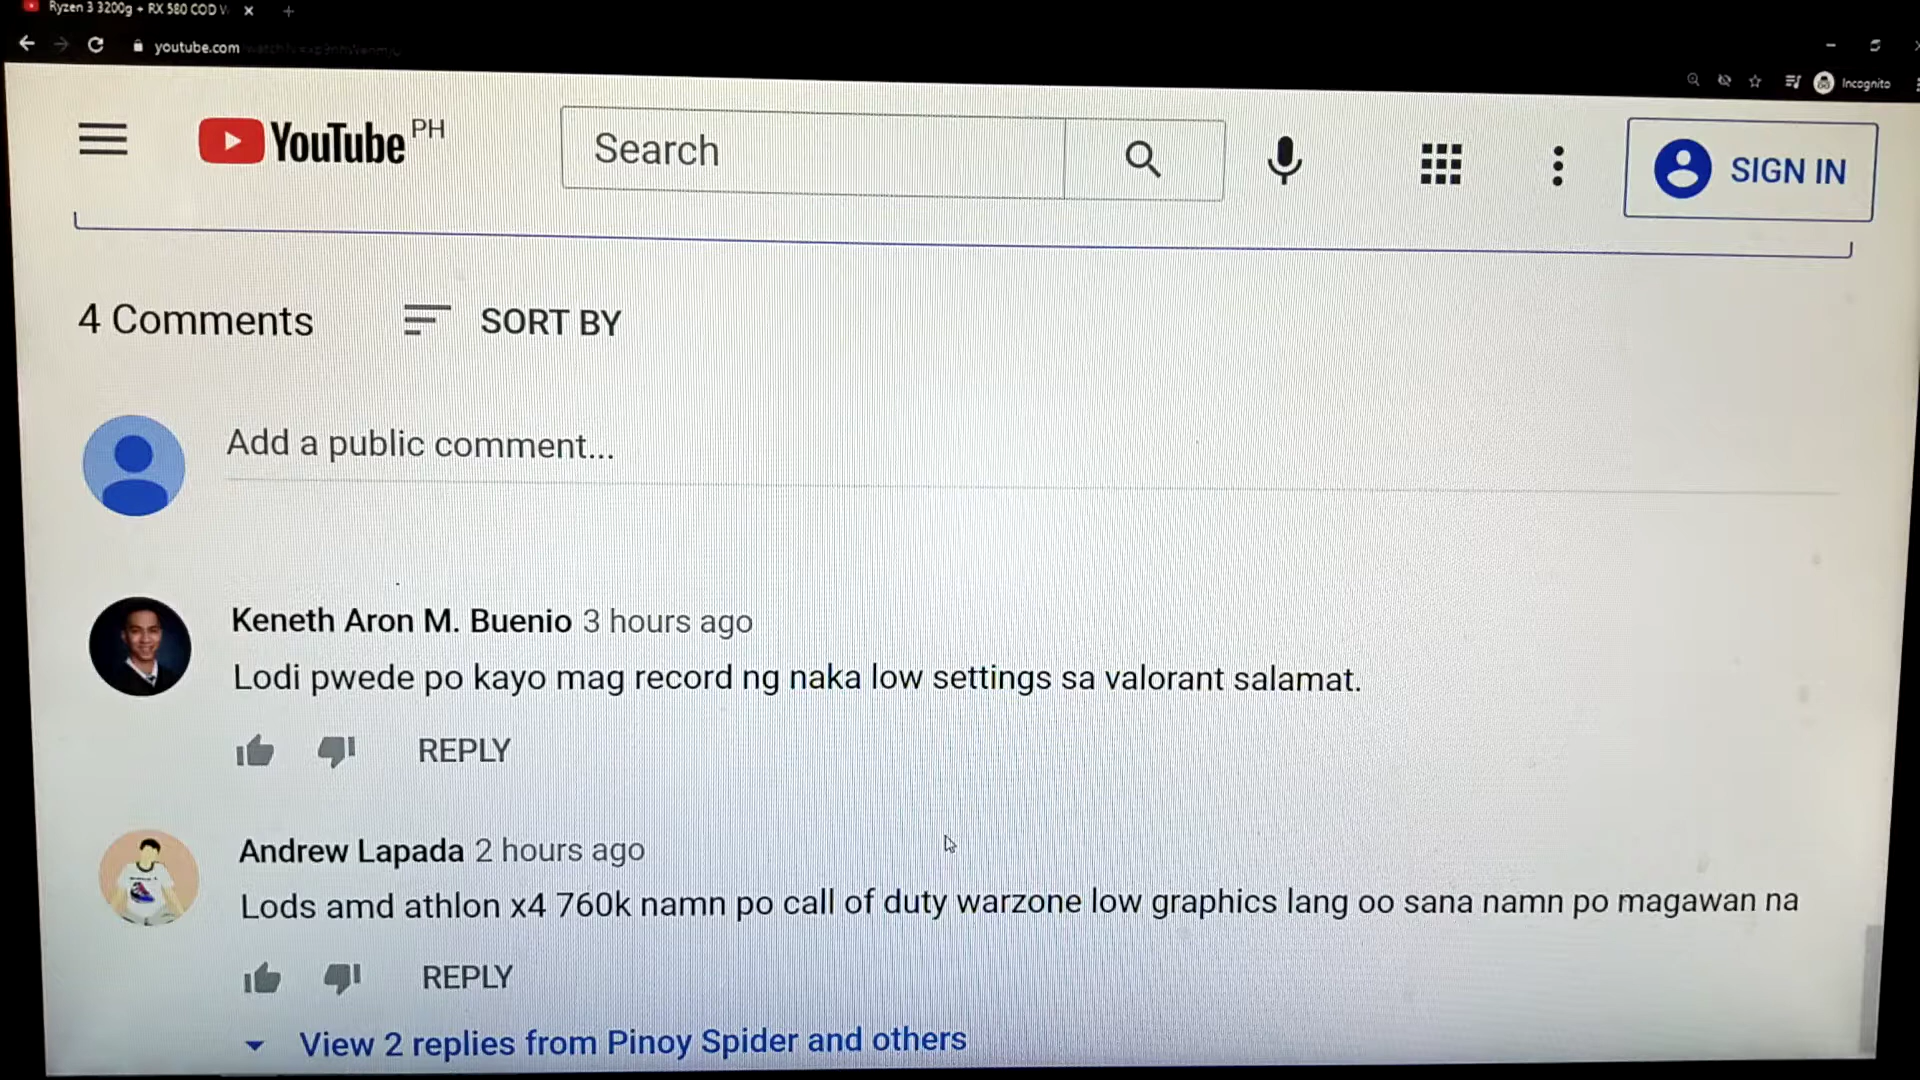 Ryzen 3 3200g + RX 580 COD
youtube.com
Incognito
YouTube PH
Search
SIGN IN
4 Comments
SORT BY
Add a public comment...
Keneth Aron M. Buenio 3 hours ago
Lodi pwede po kayo mag record ng naka low settings sa valorant salamat.
REPLY
Andrew Lapada 2 hours ago
Lods amd athlon x4 760k namn po call of duty warzone low graphics lang oo sana namn po magawan na
REPLY
View 2 replies from Pinoy Spider and others